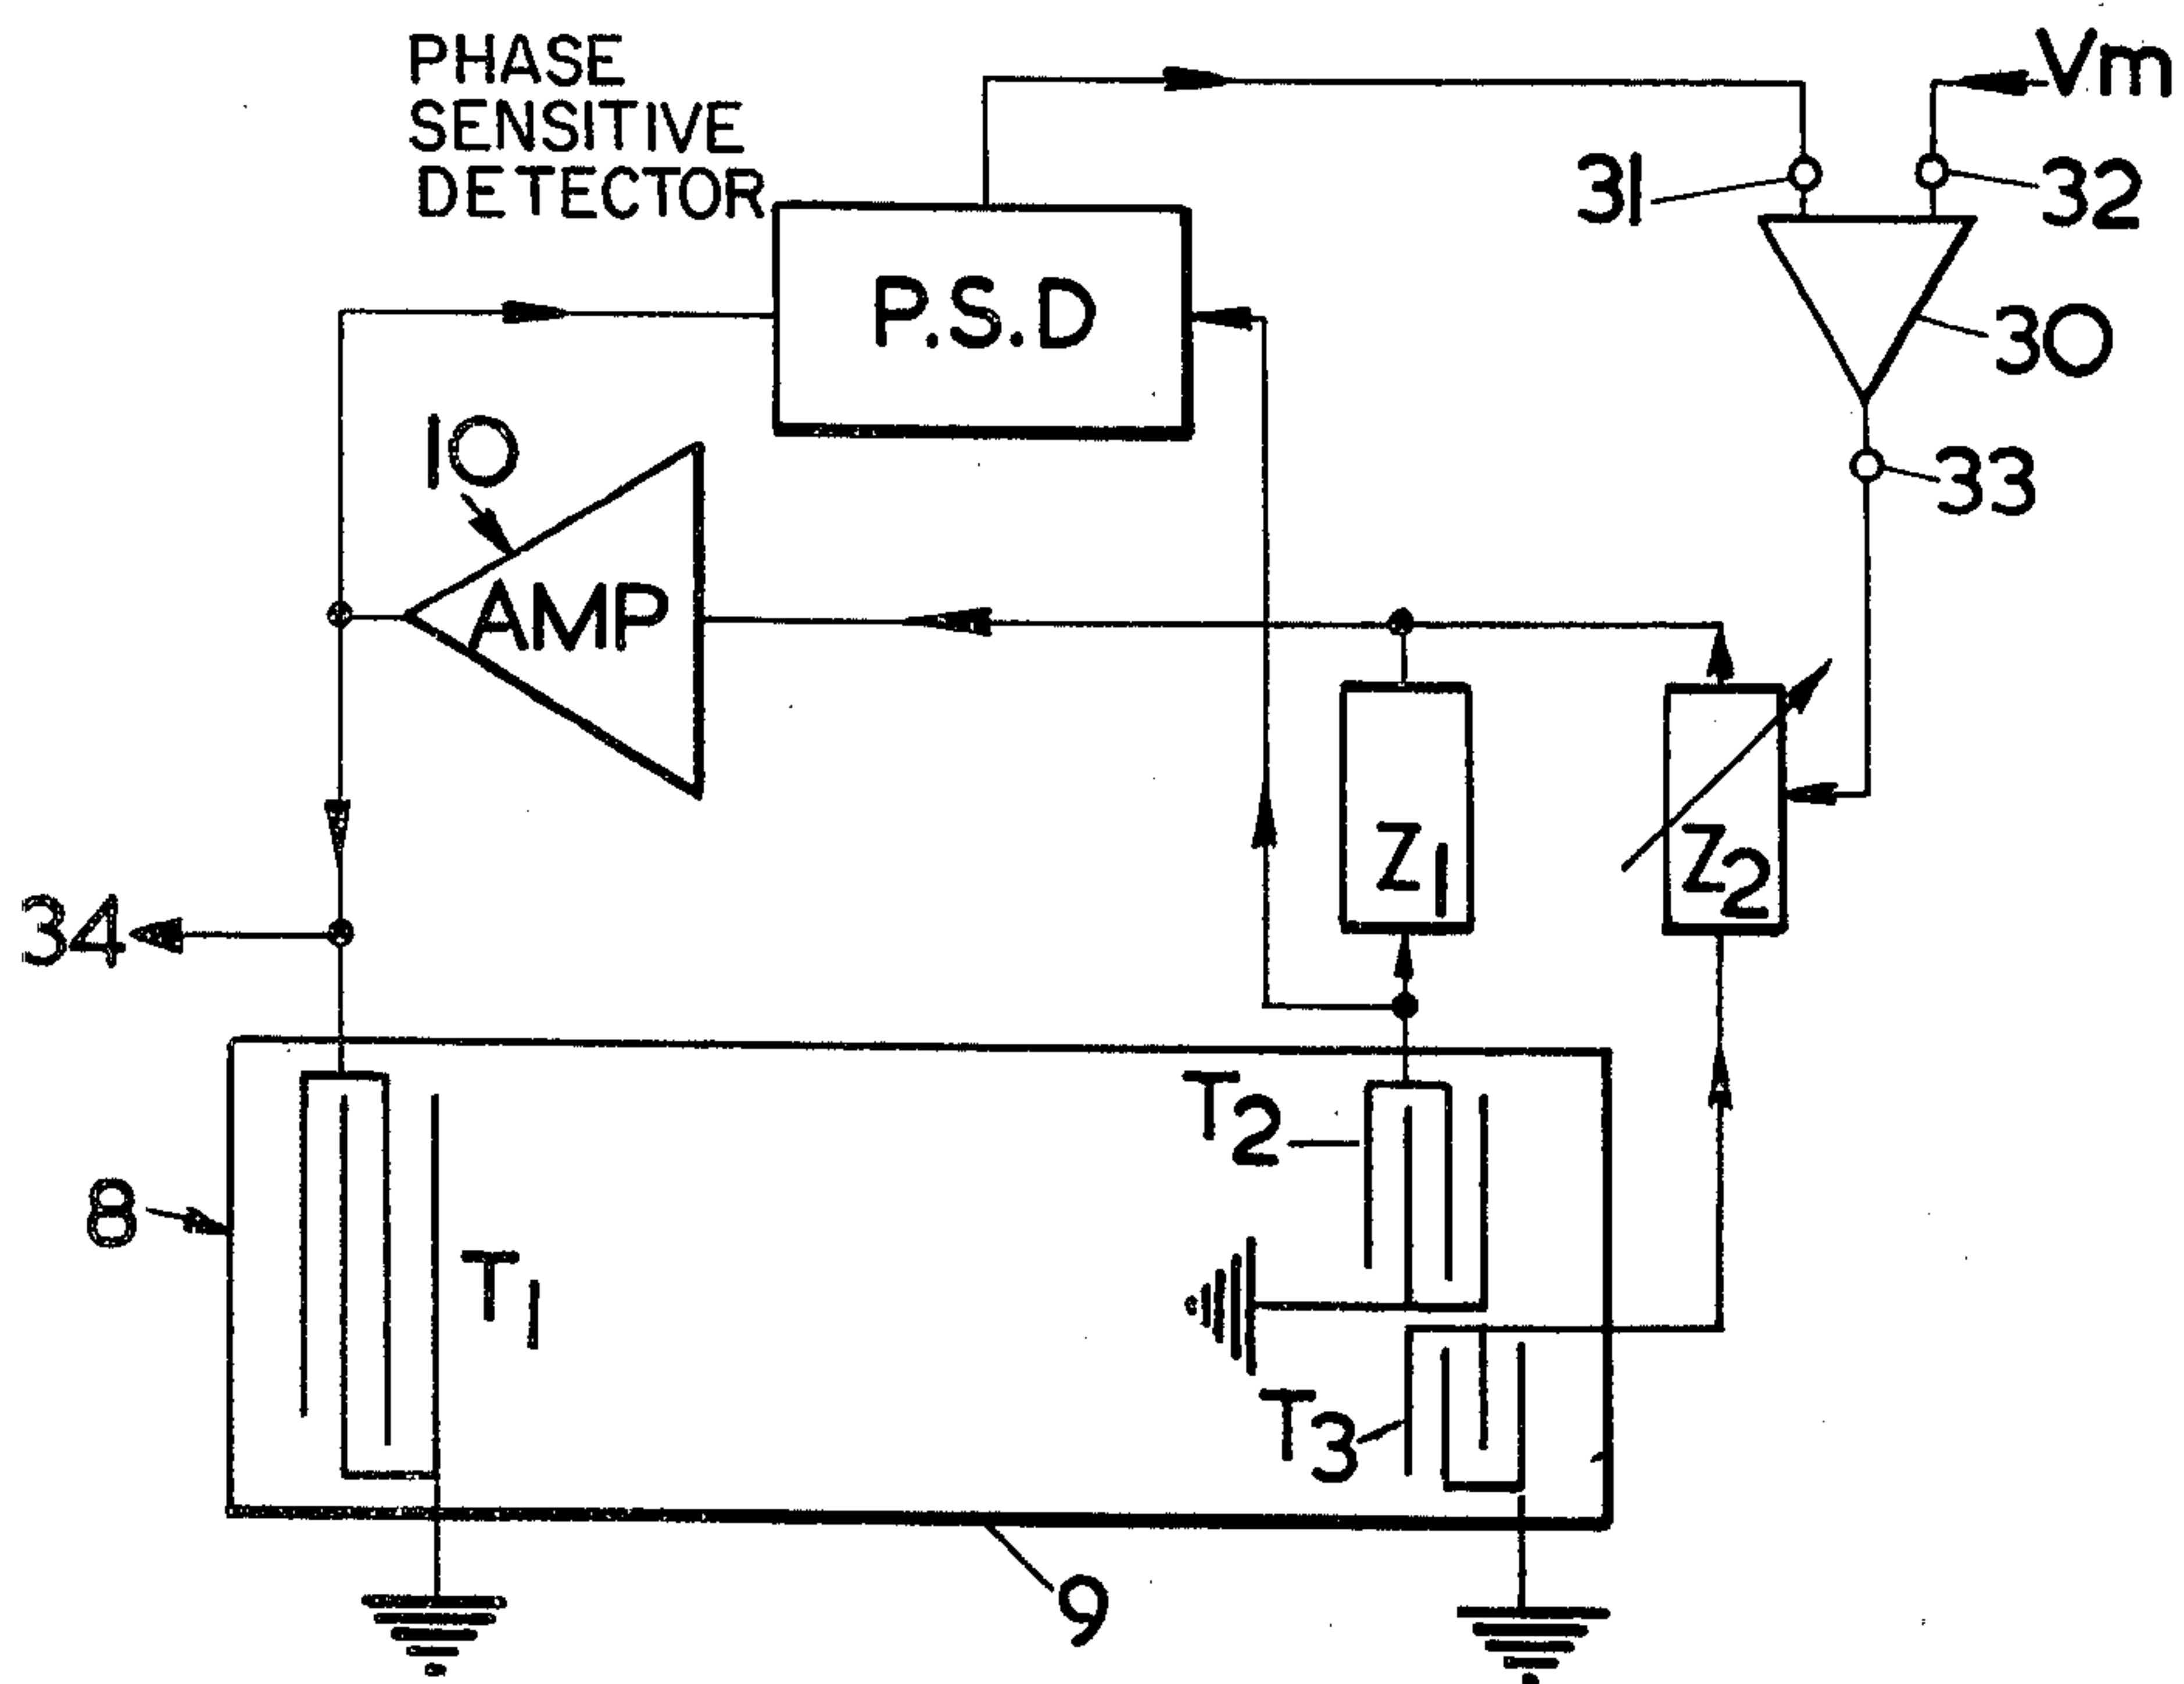 PHASE
SENSITIVE
DETECTOR
Vm
31
32
P.S.D
30
10
33
AMP
Z1
Z2
34
T2
8
T1
T3
9